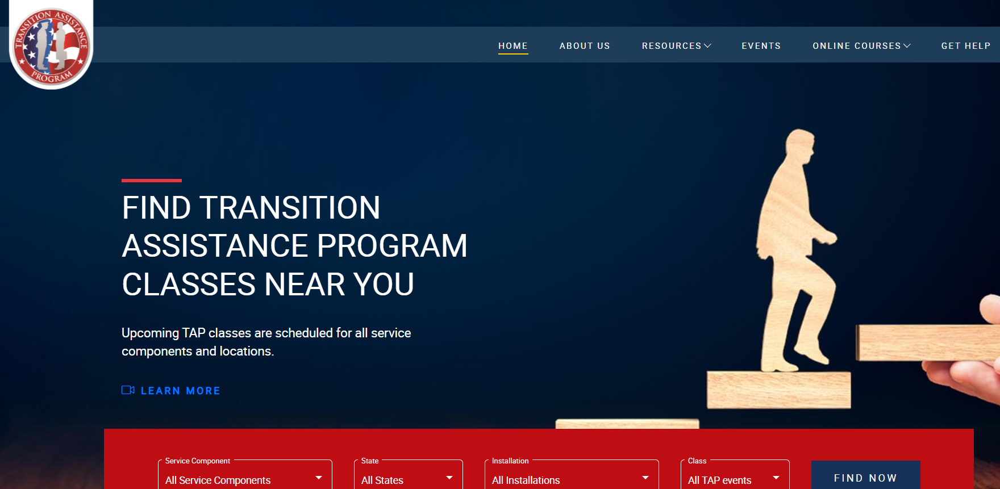 TRANSITION ASSISTANCE
PROGRAM
HOME
ABOUT US
RESOURCES
EVENTS
ONLINE COURSES
GET HELP
FIND TRANSITION
ASSISTANCE PROGRAM
CLASSES NEAR YOU
Upcoming TAP classes are scheduled for all service
components and locations.
LEARN MORE
Service Component
All Service Components
State
All States
Installation
All Installations
Class
All TAP events
FIND NOW